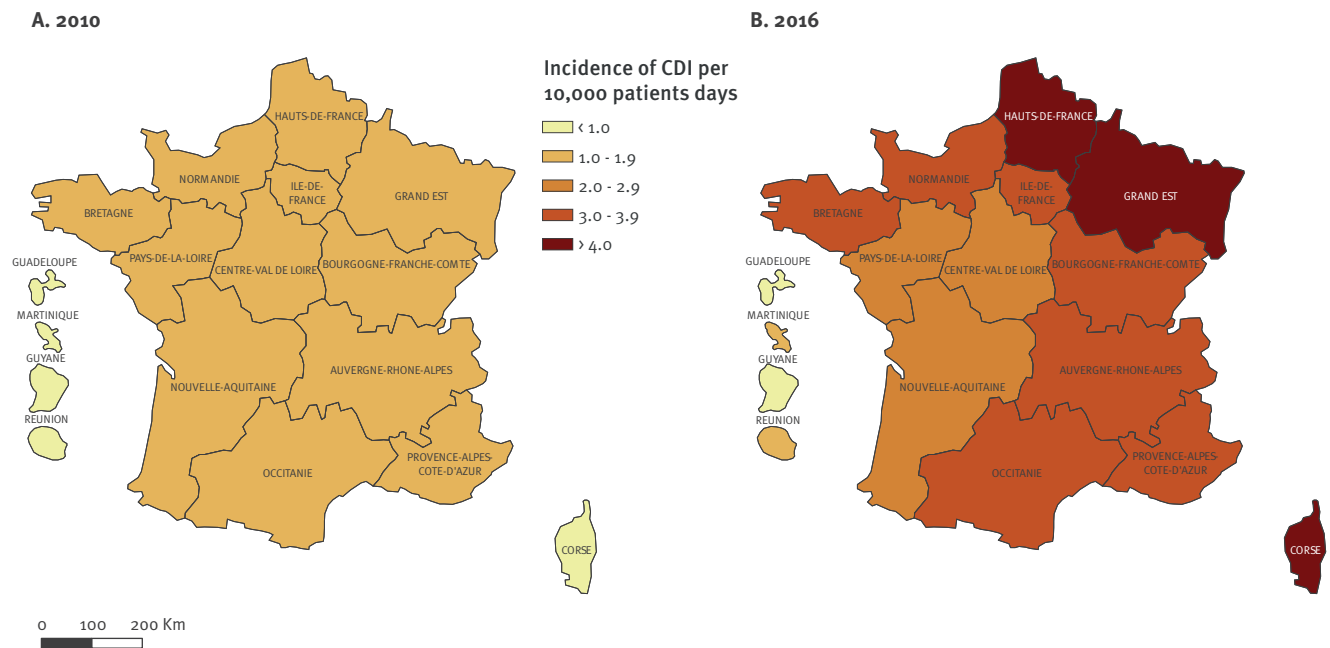 A. 2010
Incidence of CDI per
10,000 patients days
< 1.0
1.0 - 1.9
2.0 - 2.9
3.0 - 3.9
> 4.0
HAUTS-DE-FRANCE
NORMANDIE
ILE-DE-
FRANCE
GRAND EST
BRETAGNE
PAYS-DE-LA-LOIRE
CENTRE-VAL DE LOIRE
BOURGOGNE-FRANCHE-COMTE
GUADELOUPE
MARTINIQUE
GUYANE
REUNION
NOUVELLE-AQUITAINE
AUVERGNE-RHONE-ALPES
OCCITANIE
PROVENCE-ALPES-
COTE-D'AZUR
CORSE
0 100 200 Km
B. 2016
HAUTS-DE-FRANCE
NORMANDIE
ILE-DE-
FRANCE
GRAND EST
BRETAGNE
PAYS-DE-LA-LOIRE
CENTRE-VAL DE LOIRE
BOURGOGNE-FRANCHE-COMTE
GUADELOUPE
MARTINIQUE
GUYANE
REUNION
NOUVELLE-AQUITAINE
AUVERGNE-RHONE-ALPES
OCCITANIE
PROVENCE-ALPES-
COTE-D'AZUR
CORSE